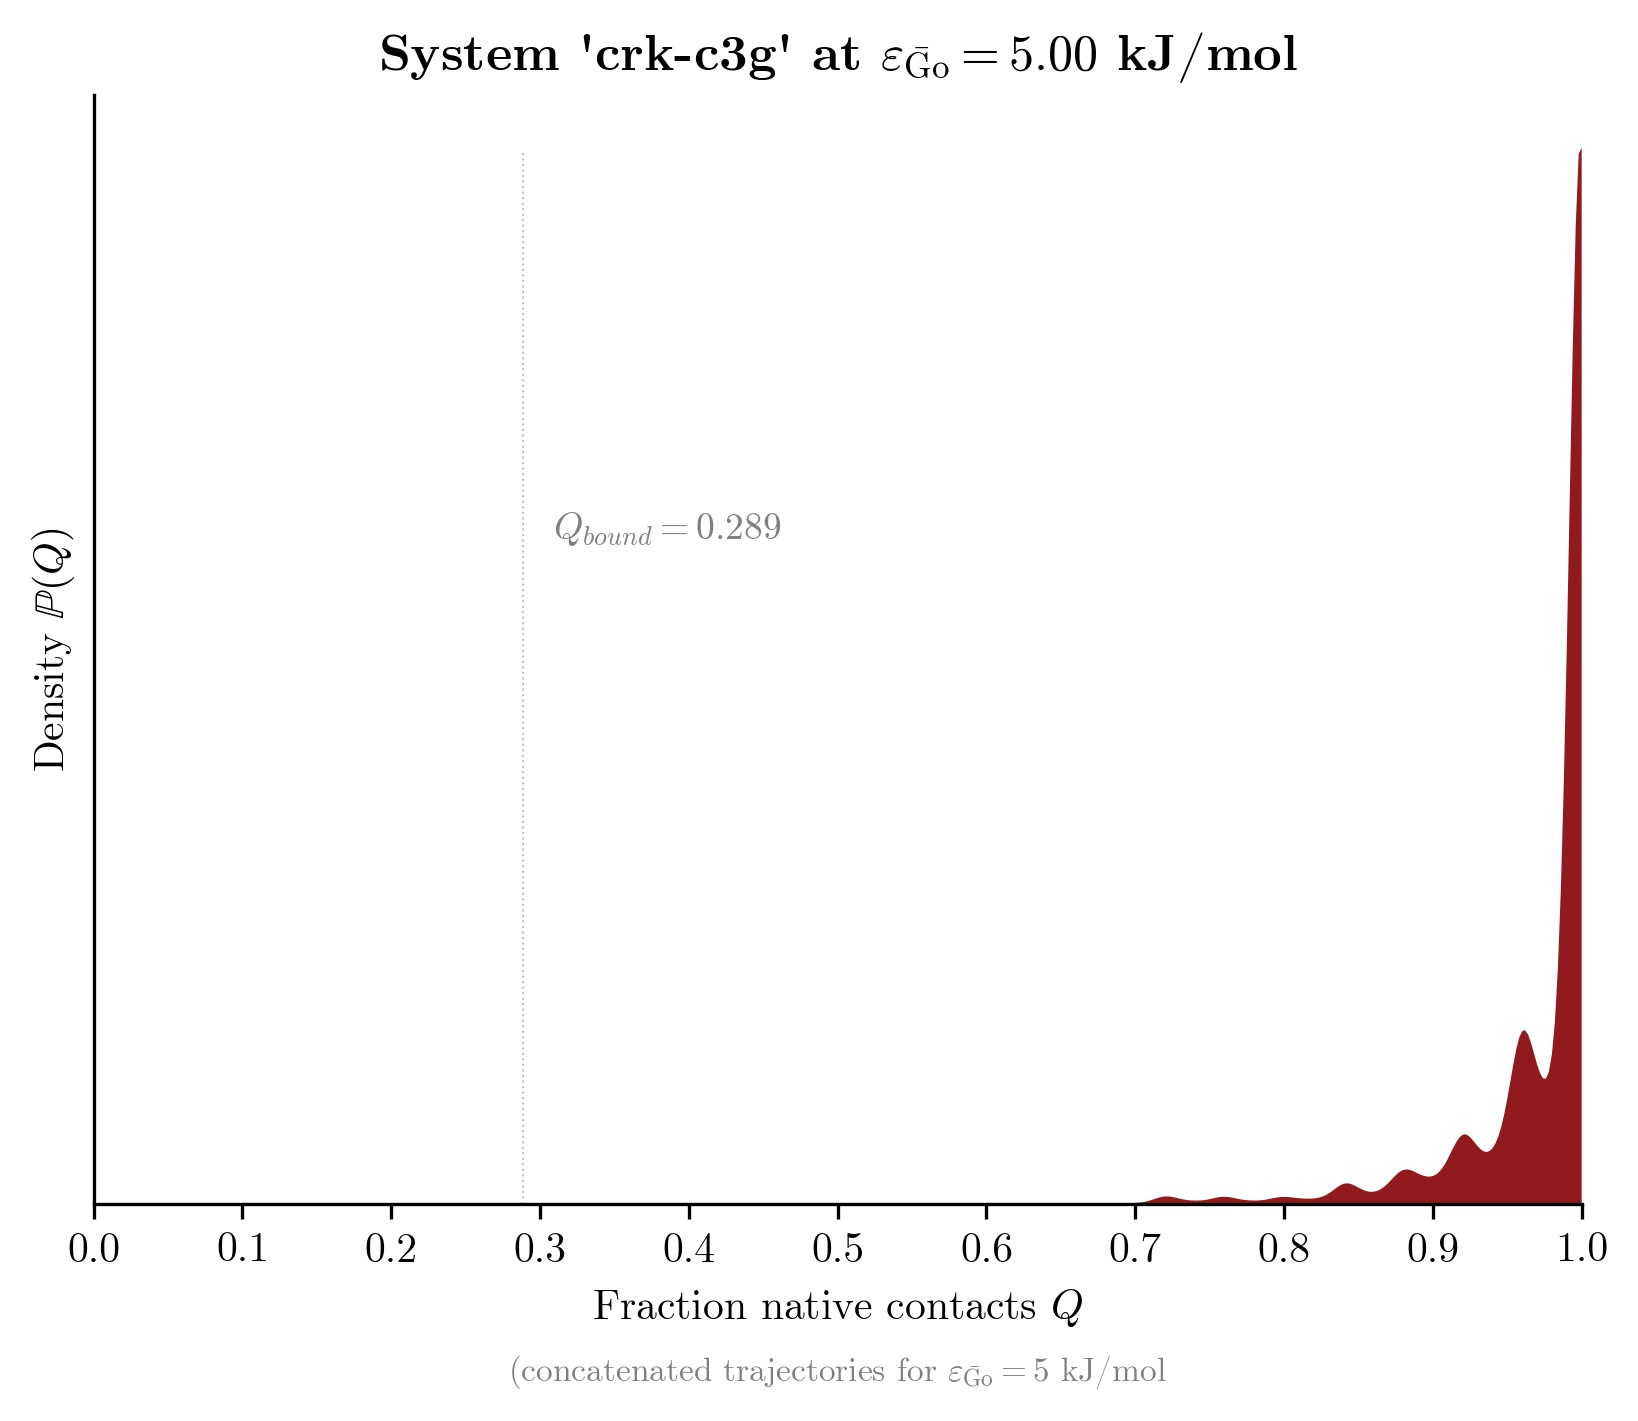 System 'crk-c3g' at ε_Ḡo = 5.00 kJ/mol
Density ℙ(Q)
Q_bound = 0.289
0.0 0.1 0.2 0.3 0.4 0.5 0.6 0.7 0.8 0.9 1.0
Fraction native contacts Q
(concatenated trajectories for ε_Ḡo = 5 kJ/mol